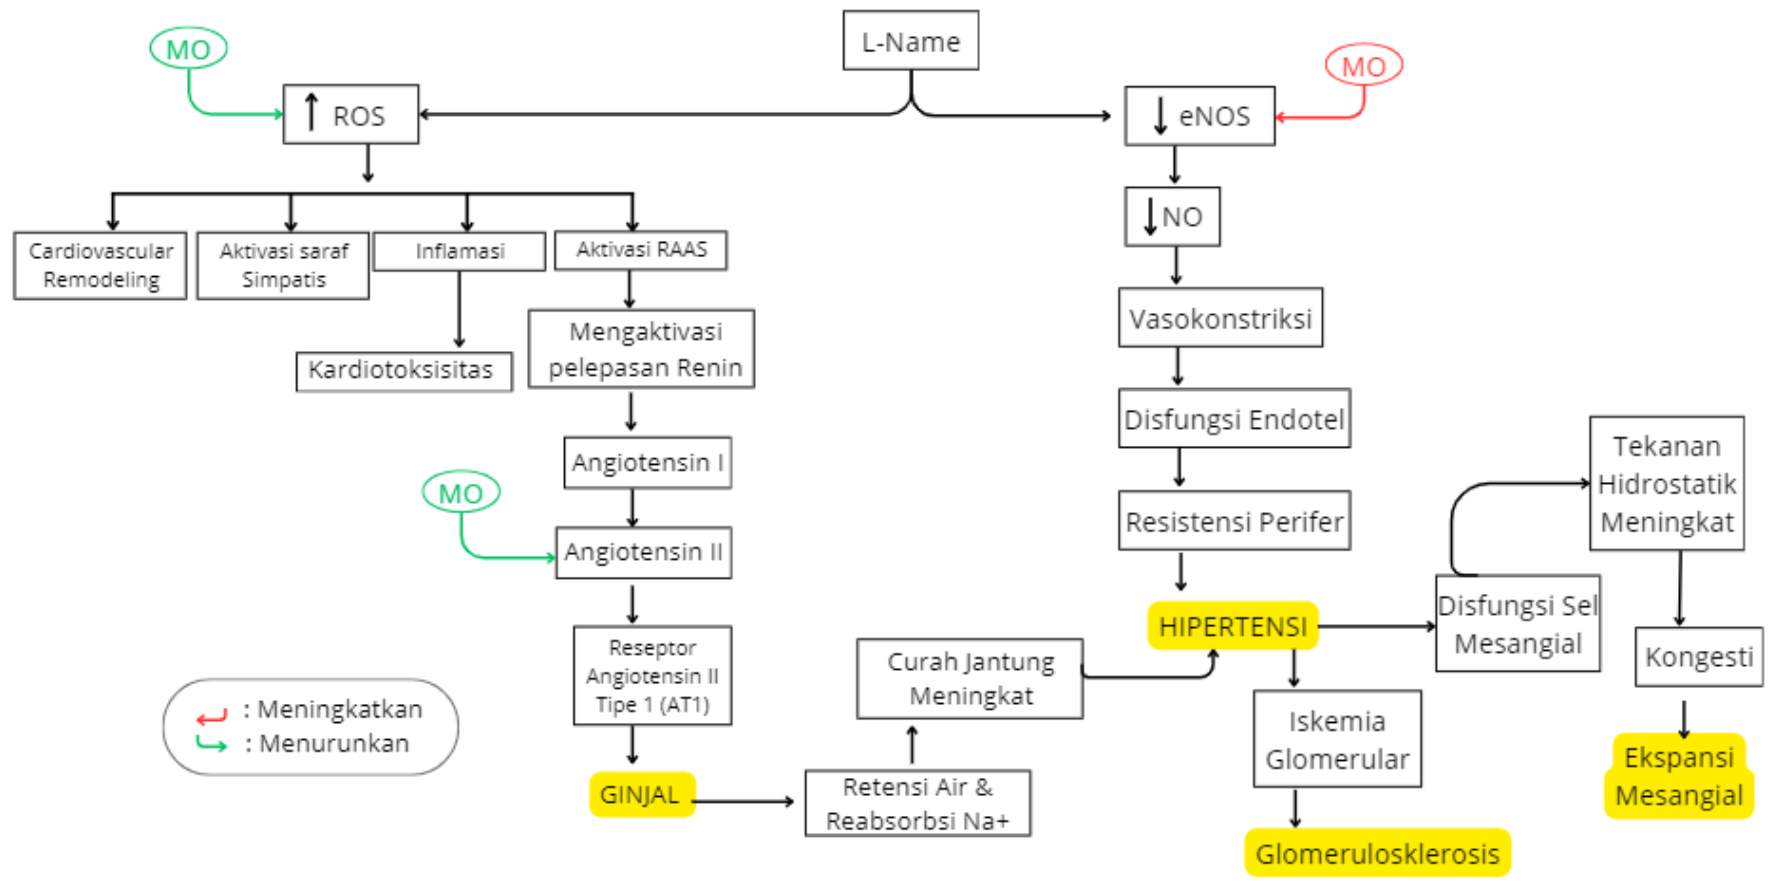 L-Name
MO
ROS
MO
eNOS
NO
Cardiovascular
Remodeling
Aktivasi saraf
Simpatis
Inflamasi
Aktivasi RAAS
Kardiotoksisitas
Mengaktivasi
pelepasan Renin
Angiotensin I
MO
Angiotensin II
Reseptor
Angiotensin II
Tipe 1 (AT1)
GINJAL
Retensi Air &
Reabsorbsi Na+
Curah Jantung
Meningkat
Vasokonstriksi
Disfungsi Endotel
Resistensi Perifer
HIPERTENSI
Iskemia
Glomerular
Glomerulosklerosis
Disfungsi Sel
Mesangial
Tekanan
Hidrostatik
Meningkat
Kongesti
Ekspansi
Mesangial
: Meningkatkan
: Menurunkan